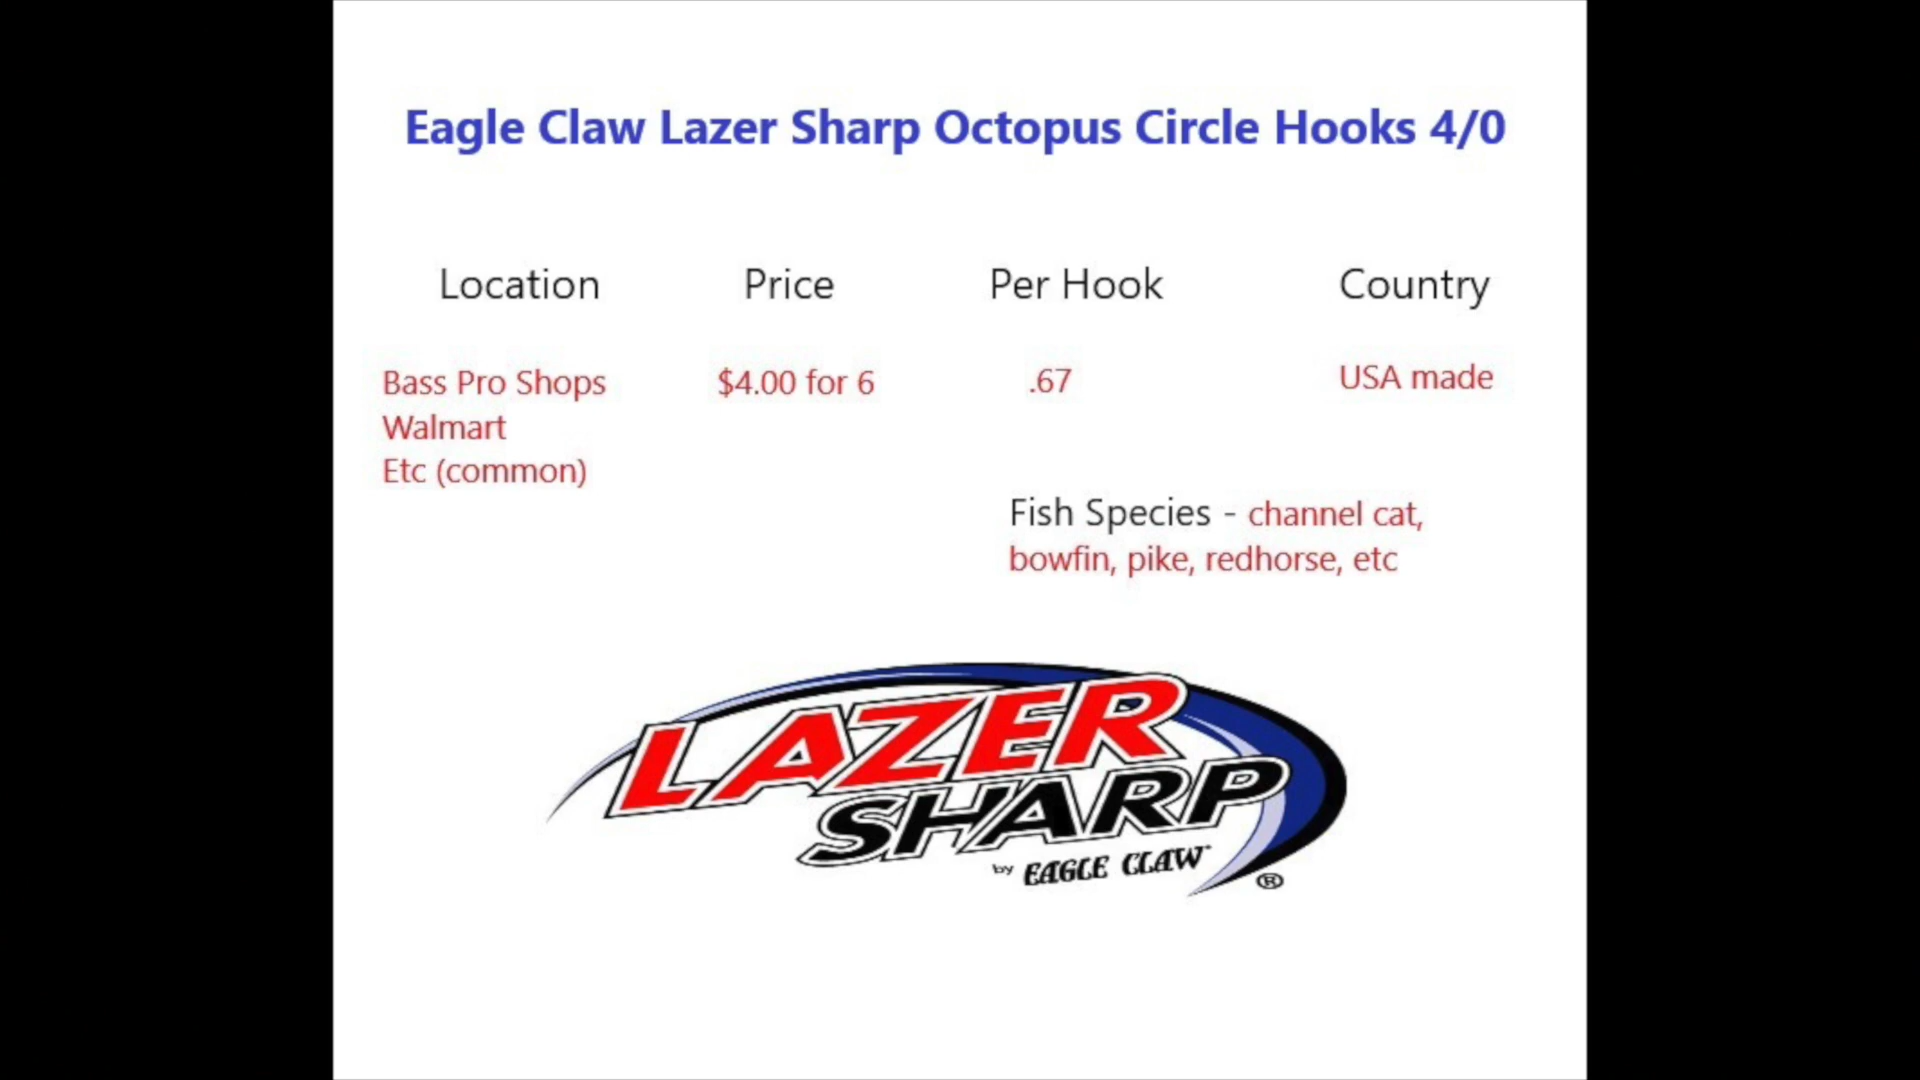 Eagle Claw Lazer Sharp Octopus Circle Hooks 4/0
Location Price Per Hook Country
Bass Pro Shops $4.00 for 6 .67 USA made
Walmart
Etc (common)
Fish Species - channel cat,
bowfin, pike, redhorse, etc
LAZER
SHARP
by EAGLE CLAW™
®